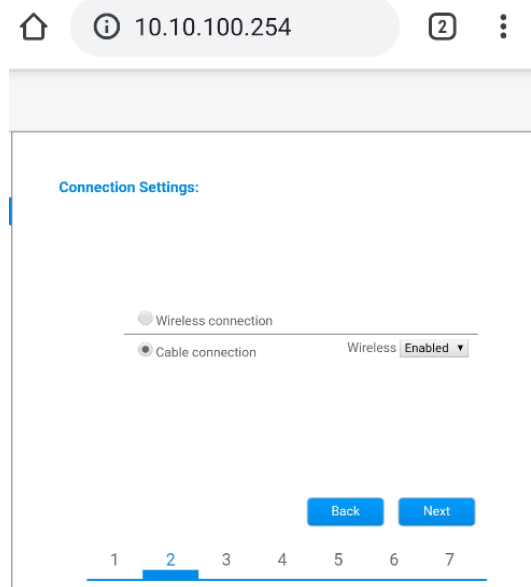 10.10.100.254 2
Connection Settings:
Wireless connection
Cable connection Wireless Enabled
Back Next
1 2 3 4 5 6 7